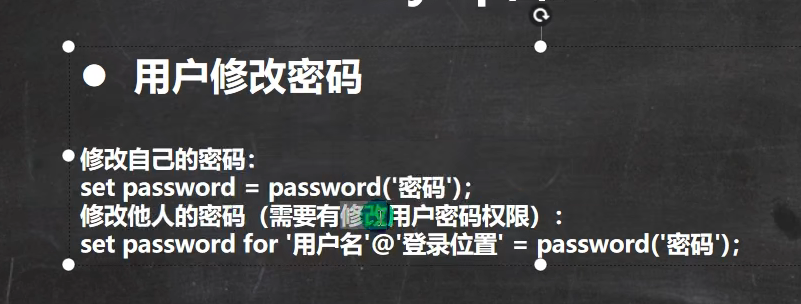 ● 用户修改密码
修改自己的密码：
set password = password('密码');
修改他人的密码（需要有修改用户密码权限）：
set password for '用户名'@'登录位置' = password('密码');